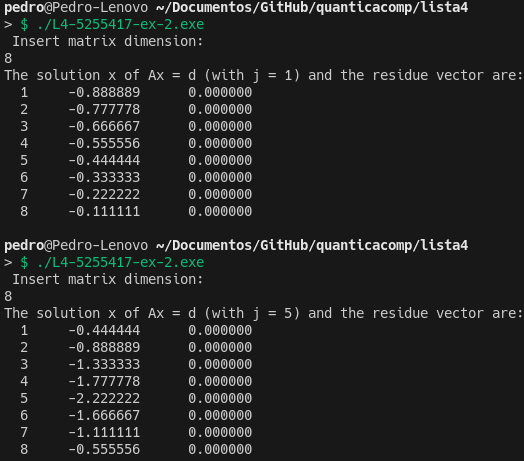 pedro@Pedro-Lenovo ~/Documentos/GitHub/quanticacomp/lista4
> $ ./L4-5255417-ex-2.exe
 Insert matrix dimension:
8
The solution x of Ax = d (with j = 1) and the residue vector are:
  1     -0.888889      0.000000
  2     -0.777778      0.000000
  3     -0.666667      0.000000
  4     -0.555556      0.000000
  5     -0.444444      0.000000
  6     -0.333333      0.000000
  7     -0.222222      0.000000
  8     -0.111111      0.000000
pedro@Pedro-Lenovo ~/Documentos/GitHub/quanticacomp/lista4
> $ ./L4-5255417-ex-2.exe
 Insert matrix dimension:
8
The solution x of Ax = d (with j = 5) and the residue vector are:
  1     -0.444444      0.000000
  2     -0.888889      0.000000
  3     -1.333333      0.000000
  4     -1.777778      0.000000
  5     -2.222222      0.000000
  6     -1.666667      0.000000
  7     -1.111111      0.000000
  8     -0.555556      0.000000